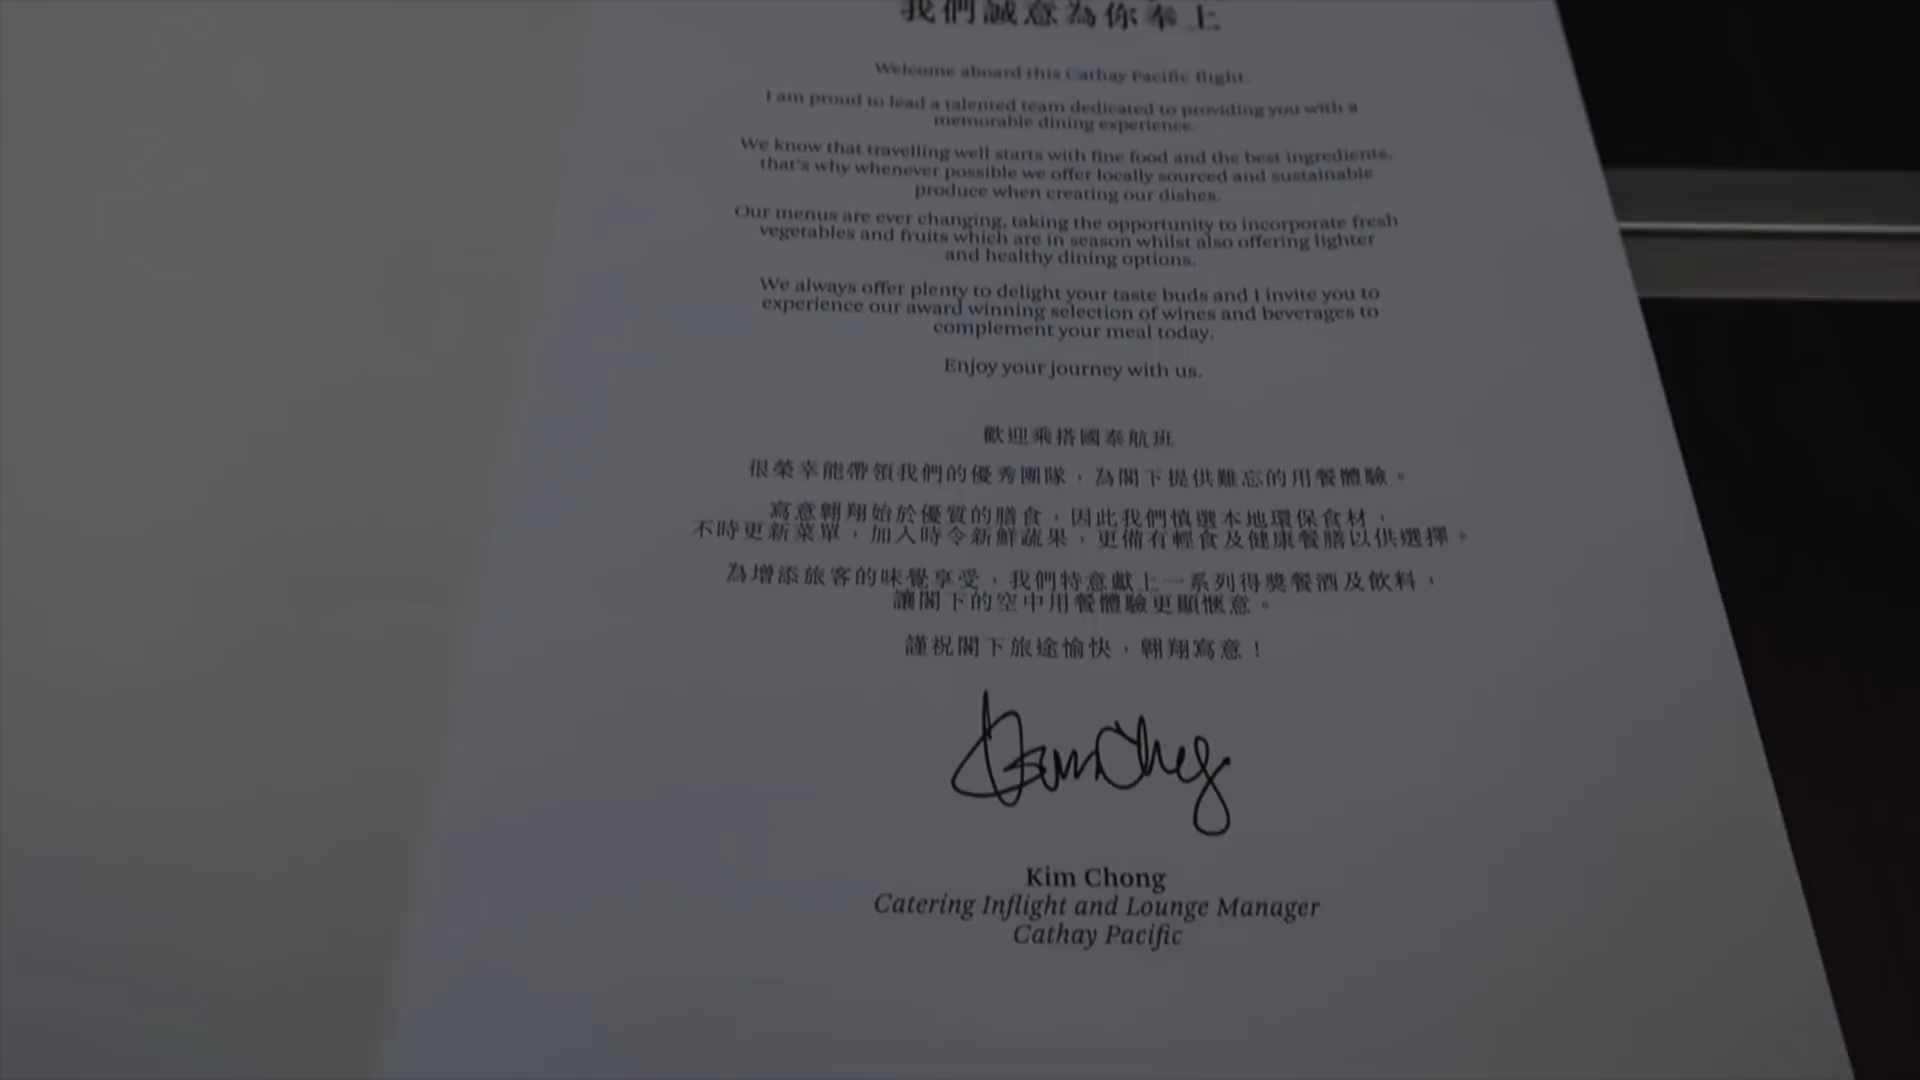 我們誠意為你奉上
Welcome aboard this Cathay Pacific flight.
I am proud to lead a talented team dedicated to providing you with a
memorable dining experience.
We know that travelling well starts with fine food and the best ingredients,
that's why whenever possible we offer locally sourced and sustainable
produce when creating our dishes.
Our menus are ever changing, taking the opportunity to incorporate fresh
vegetables and fruits which are in season whilst also offering lighter
and healthy dining options.
We always offer plenty to delight your taste buds and I invite you to
experience our award winning selection of wines and beverages to
complement your meal today.
Enjoy your journey with us.
歡迎乘搭國泰航班
很榮幸能帶領我們的優秀團隊，為閣下提供難忘的用餐體驗。
寫意翱翔始於優質的膳食，因此我們慎選本地環保食材，
不時更新菜單，加入時令新鮮蔬果，更備有輕食及健康餐膳以供選擇。
為增添旅客的味覺享受，我們特意獻上一系列得獎餐酒及飲料，
讓閣下的空中用餐體驗更顯愜意。
謹祝閣下旅途愉快，翱翔寫意！
Kim Chong
Kim Chong
Catering Inflight and Lounge Manager
Cathay Pacific